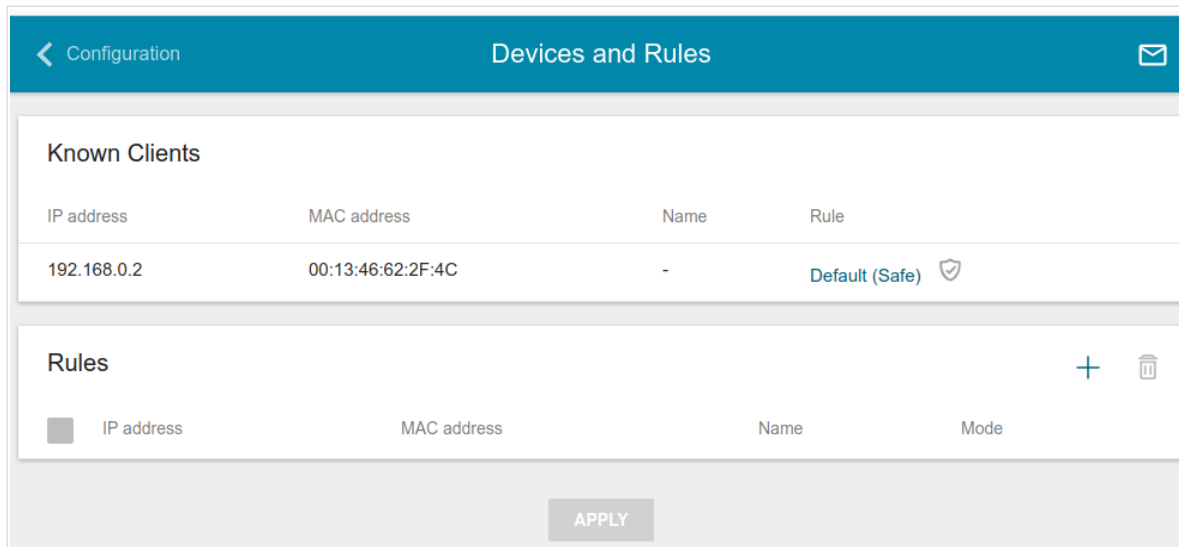 Configuration Devices and Rules
Known Clients
IP address MAC address Name Rule
192.168.0.2 00:13:46:62:2F:4C - Default (Safe)
Rules
IP address MAC address Name Mode
APPLY